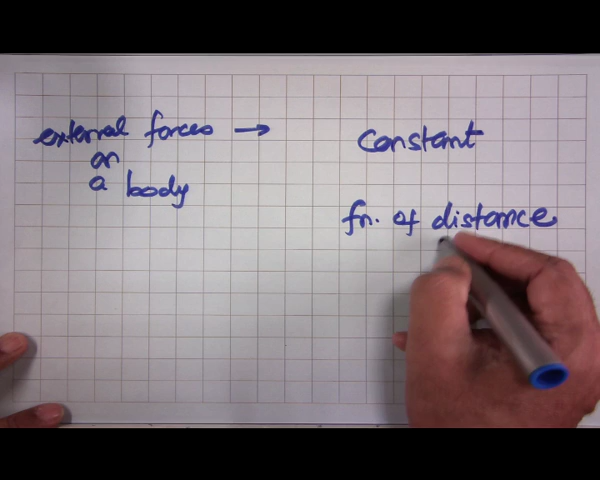 external forces →
on
a body
Constant
fn. of distance